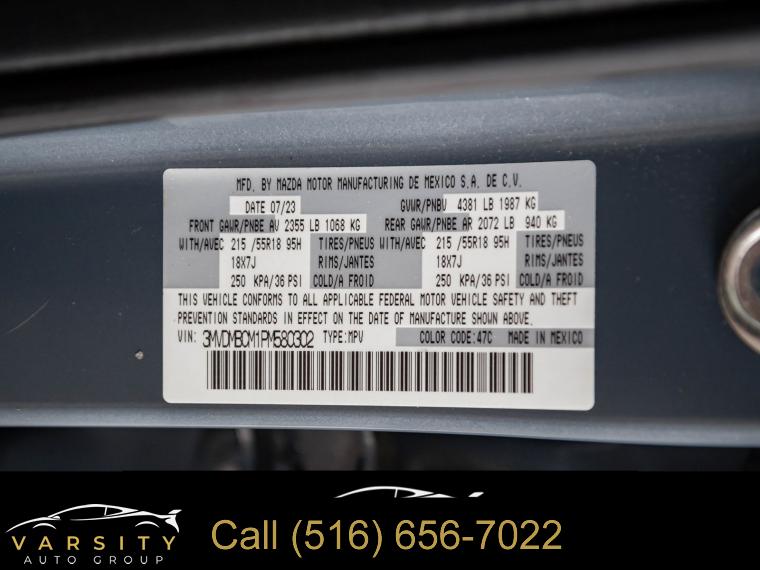 MFD. BY MAZDA MOTOR MANUFACTURING DE MEXICO S.A. DE C.V.
DATE 07/23 GVWR/PNBV 4381 LB 1987 KG
FRONT GAWR/PNBE AV 2355 LB 1068 KG REAR GAWR/PNBE AR 2072 LB 940 KG
WITH/AVEC 215 /55R18 95H TIRES/PNEUS WITH/AVEC 215 /55R18 95H TIRES/PNEUS
18X7J RIMS/JANTES 18X7J RIMS/JANTES
250 KPA/36 PSI COLD/A FROID 250 KPA/36 PSI COLD/A FROID
THIS VEHICLE CONFORMS TO ALL APPLICABLE FEDERAL MOTOR VEHICLE SAFETY AND THEFT
PREVENTION STANDARDS IN EFFECT ON THE DATE OF MANUFACTURE SHOWN ABOVE.
VIN: 3MVDMBCM1PM580302 TYPE:MPV COLOR CODE:47C MADE IN MEXICO
VARSITY
AUTO GROUP
Call (516) 656-7022